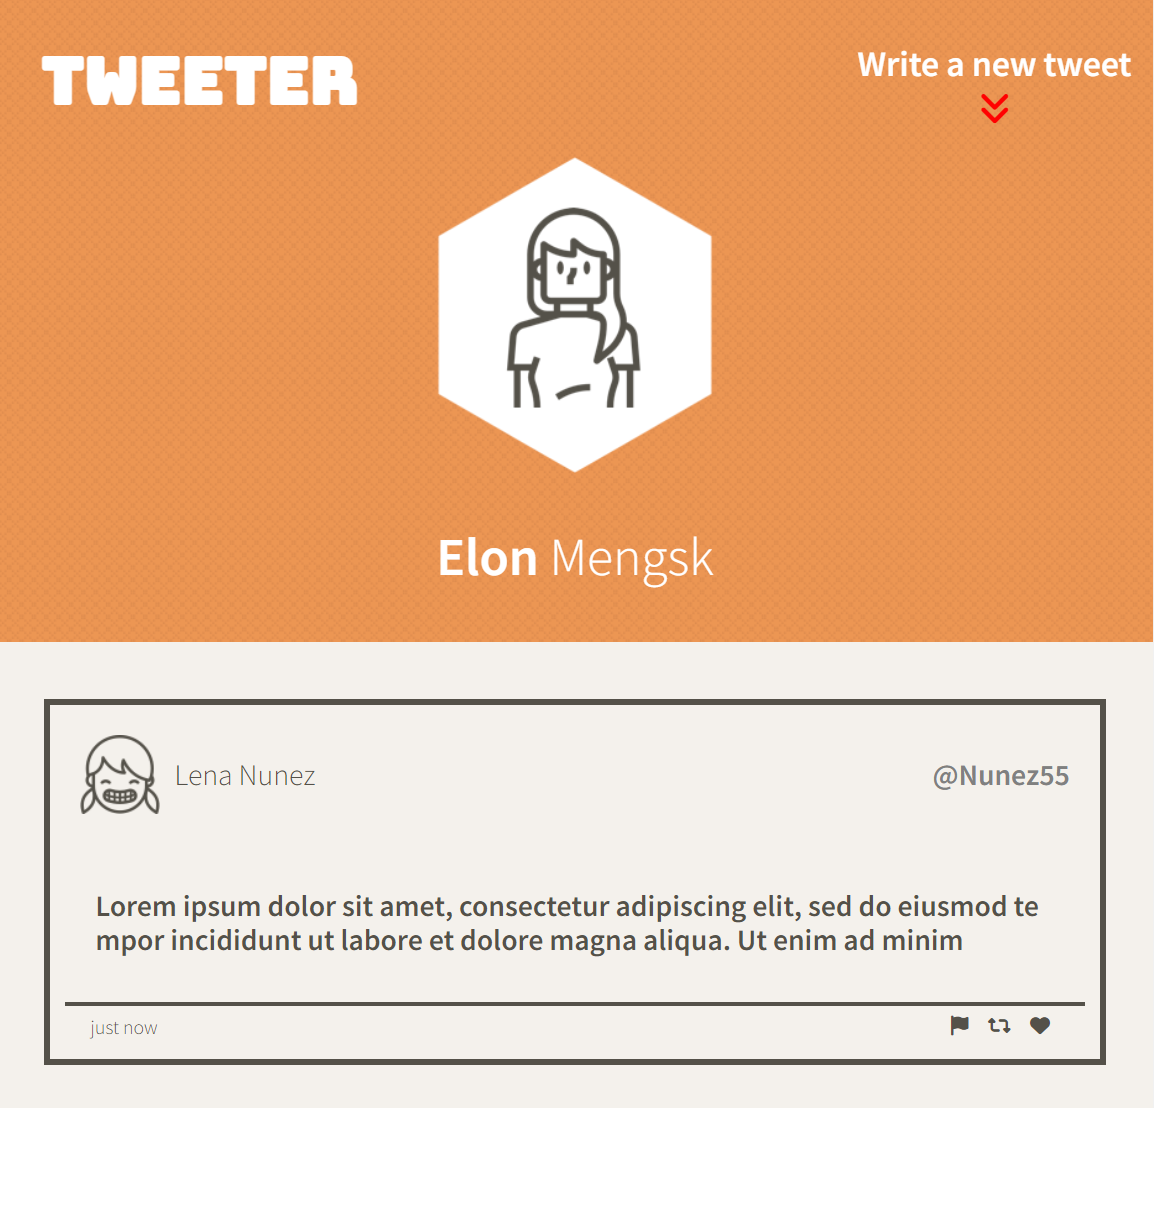 TWEETER
Write a new tweet
Elon Mengsk
Lena Nunez
@Nunez55
Lorem ipsum dolor sit amet, consectetur adipiscing elit, sed do eiusmod te
mpor incididunt ut labore et dolore magna aliqua. Ut enim ad minim
just now